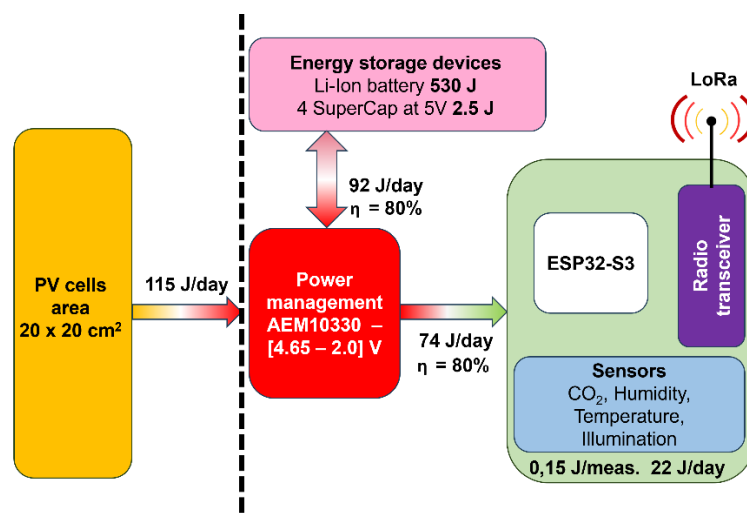 PV cells
area
20 x 20 cm²
115 J/day
Energy storage devices
Li-Ion battery 530 J
4 SuperCap at 5V 2.5 J
92 J/day
η = 80%
Power
management
AEM10330 –
[4.65 – 2.0] V
74 J/day
η = 80%
LoRa
ESP32-S3
Radio
transceiver
Sensors
CO₂, Humidity,
Temperature,
Illumination
0,15 J/meas. 22 J/day